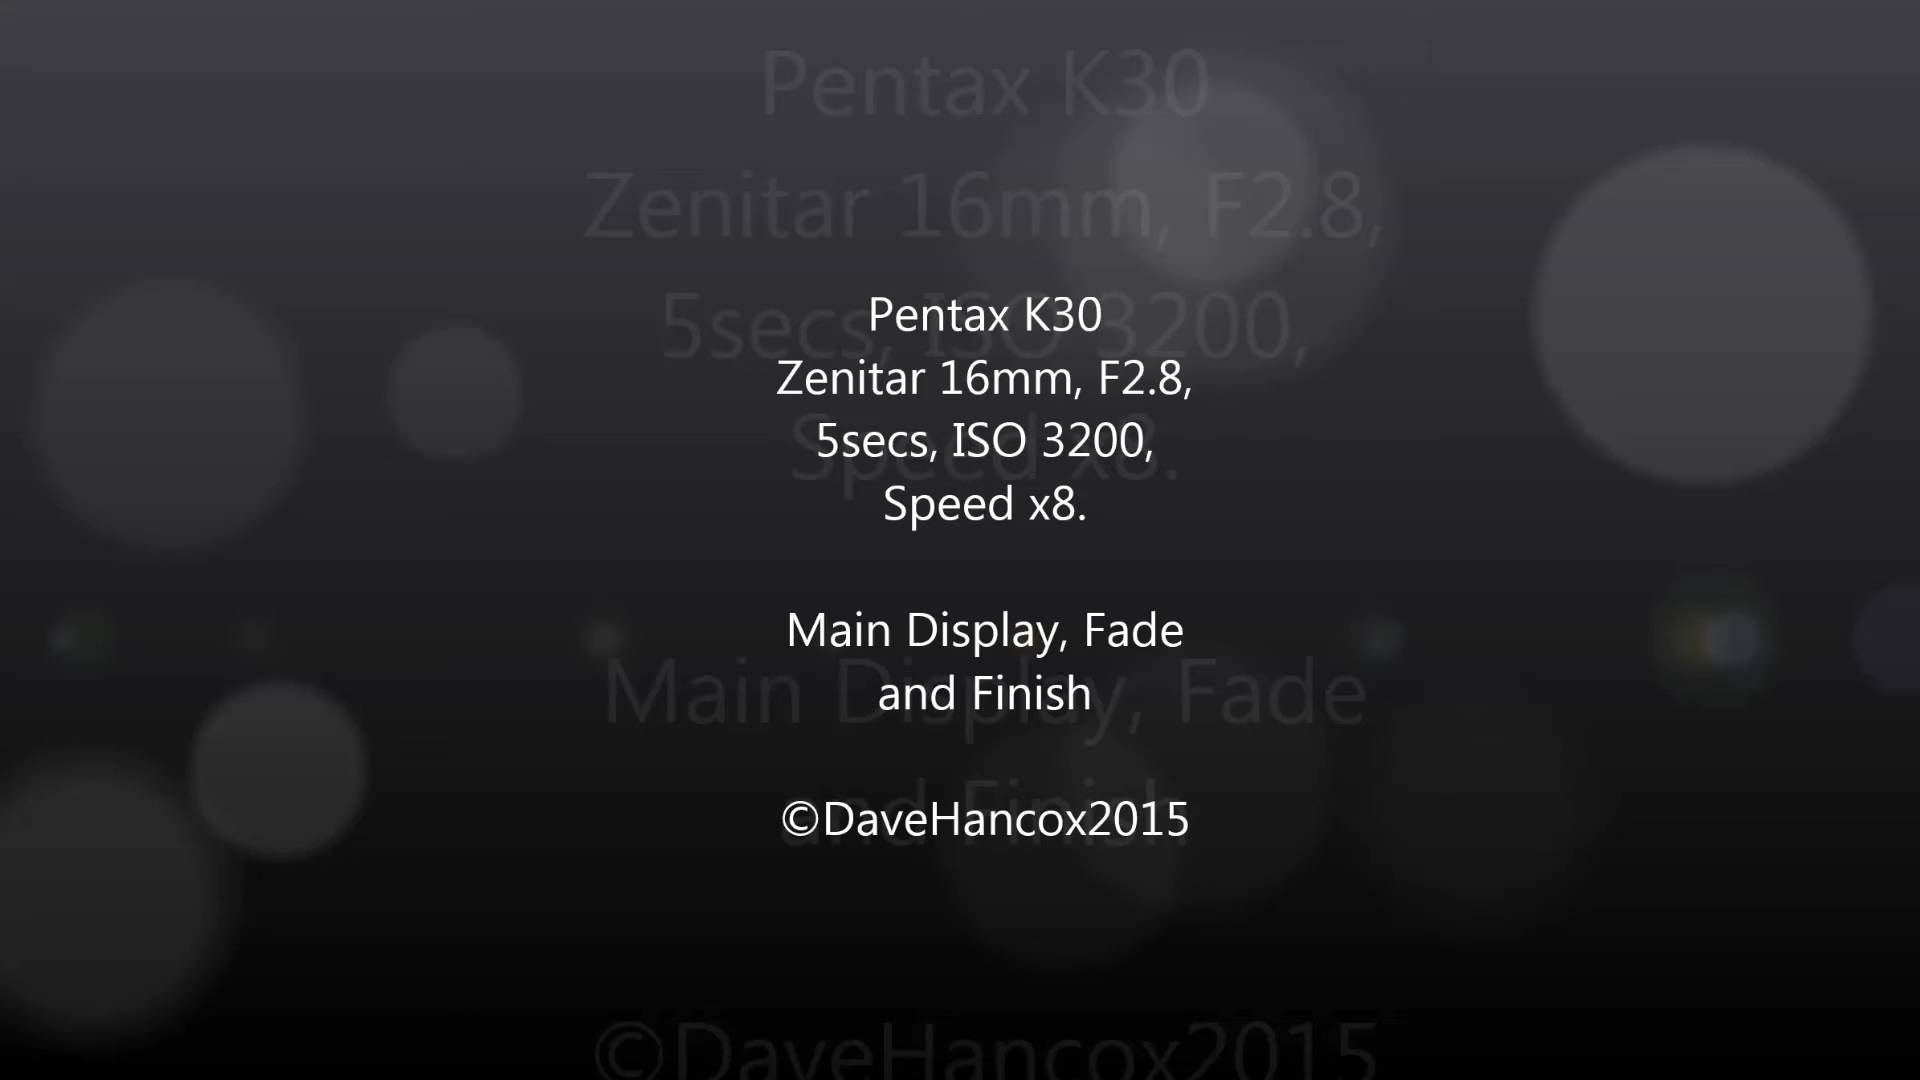 Pentax K30
Zenitar 16mm, F2.8,
5secs, ISO 3200,
Speed x8.
Main Display, Fade
and Finish
©DaveHancox2015